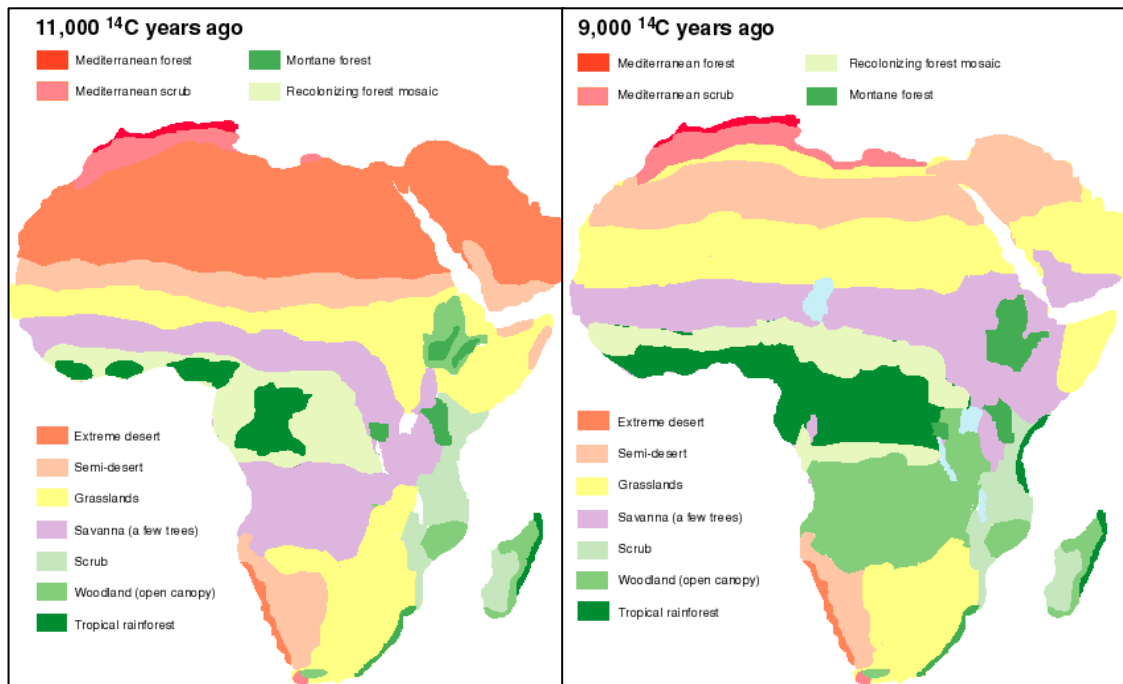 11,000 ¹⁴C years ago
Mediterranean forest
Montane forest
Mediterranean scrub
Recolonizing forest mosaic
Extreme desert
Semi-desert
Grasslands
Savanna (a few trees)
Scrub
Woodland (open canopy)
Tropical rainforest
9,000 ¹⁴C years ago
Mediterranean forest
Recolonizing forest mosaic
Mediterranean scrub
Montane forest
Extreme desert
Semi-desert
Grasslands
Savanna (a few trees)
Scrub
Woodland (open canopy)
Tropical rainforest